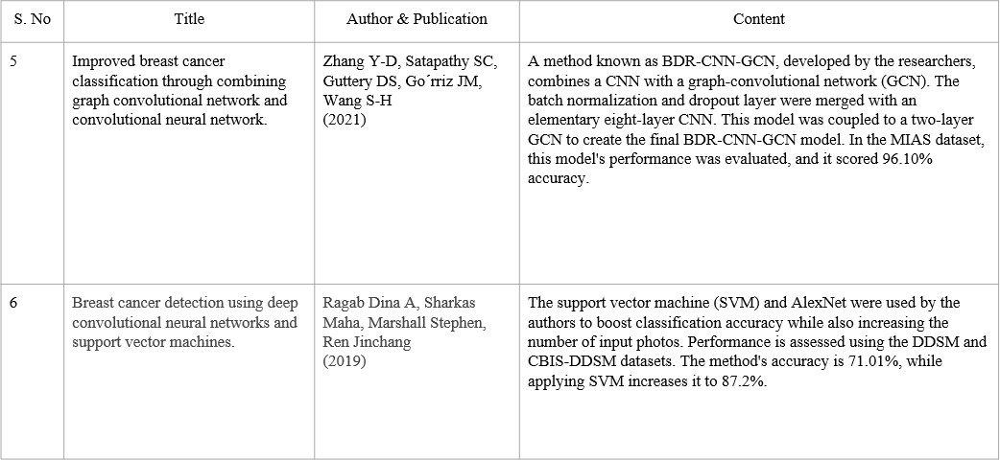 S. No
Title
Author & Publication
Content
5
Improved breast cancer
classification through combining
graph convolutional network and
convolutional neural network.
Zhang Y-D, Satapathy SC,
Guttery DS, Go´rriz JM,
Wang S-H
(2021)
A method known as BDR-CNN-GCN, developed by the researchers,
combines a CNN with a graph-convolutional network (GCN). The
batch normalization and dropout layer were merged with an
elementary eight-layer CNN. This model was coupled to a two-layer
GCN to create the final BDR-CNN-GCN model. In the MIAS dataset,
this model's performance was evaluated, and it scored 96.10%
accuracy.
6
Breast cancer detection using deep
convolutional neural networks and
support vector machines.
Ragab Dina A, Sharkas
Maha, Marshall Stephen,
Ren Jinchang
(2019)
The support vector machine (SVM) and AlexNet were used by the
authors to boost classification accuracy while also increasing the
number of input photos. Performance is assessed using the DDSM and
CBIS-DDSM datasets. The method's accuracy is 71.01%, while
applying SVM increases it to 87.2%.